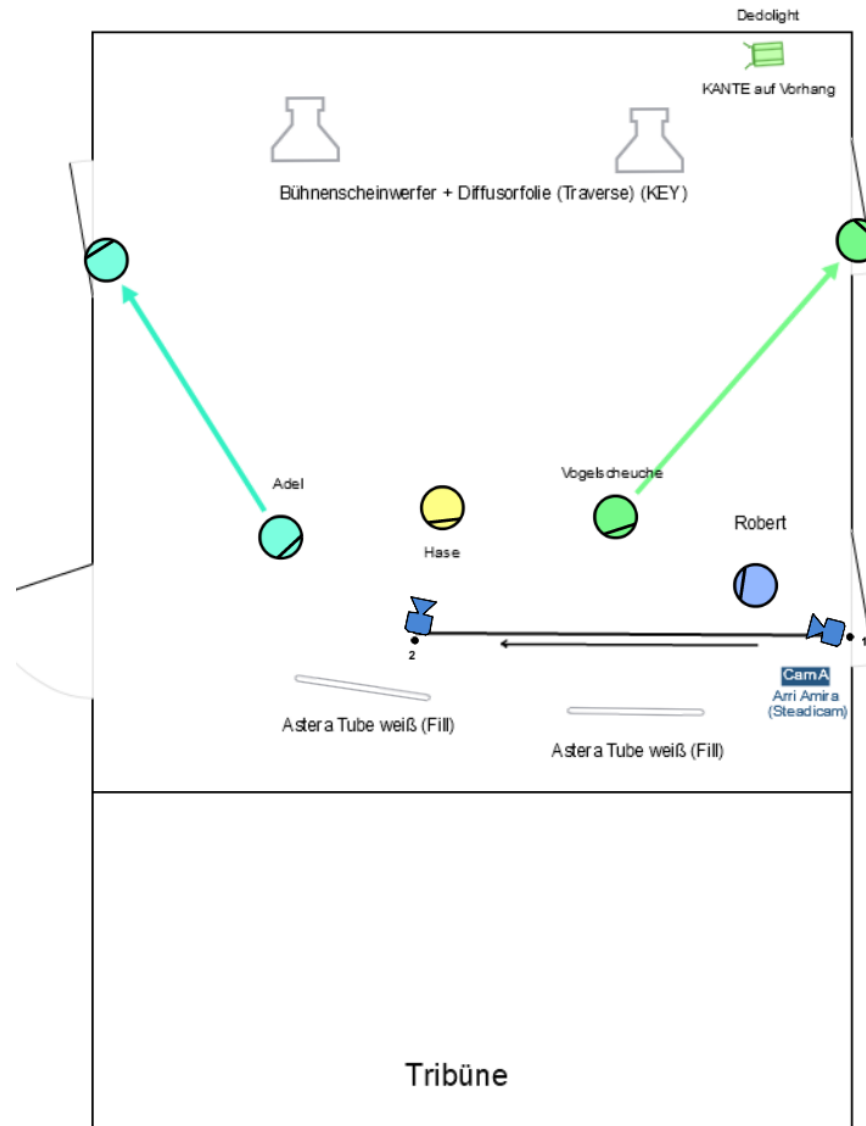 Dedolight
KANTE auf Vorhang
Bühnenscheinwerfer + Diffusorfolie (Traverse) (KEY)
Adel
Vogelscheuche
Robert
Hase
2
1
CamA
Arri Amira
(Steadicam)
Astera Tube weiß (Fill)
Astera Tube weiß (Fill)
Tribüne